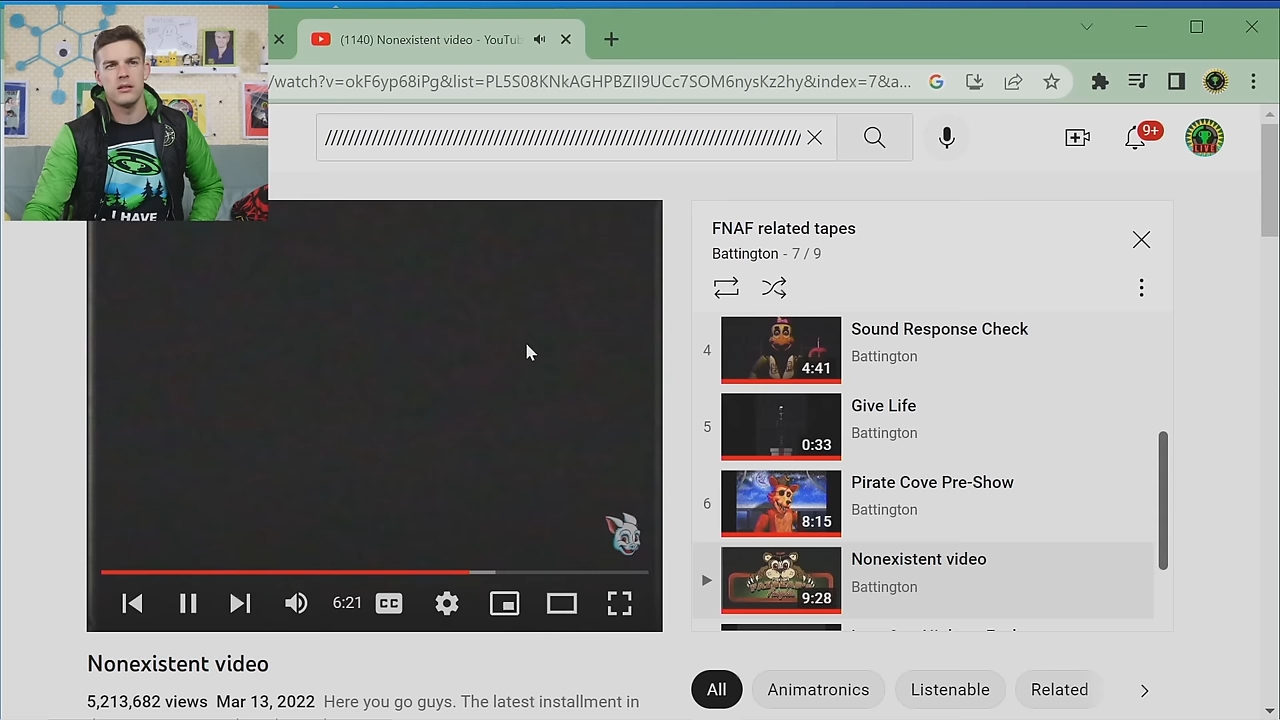 (1140) Nonexistent video - YouTub
/watch?v=okF6yp68iPg&list=PL5S08KNkAGHPBZII9UCc7SGM6nysKz2hy&index=7&a...
9+
LIVE
I HAVE
FNAF related tapes
Battington - 7 / 9
4
Sound Response Check
Battington
4:41
5
Give Life
Battington
0:33
6
Pirate Cove Pre-Show
Battington
8:15
Nonexistent video
Battington
9:28
6:21
CC
Nonexistent video
5,213,682 views Mar 13, 2022 Here you go guys. The latest installment in
All
Animatronics
Listenable
Related